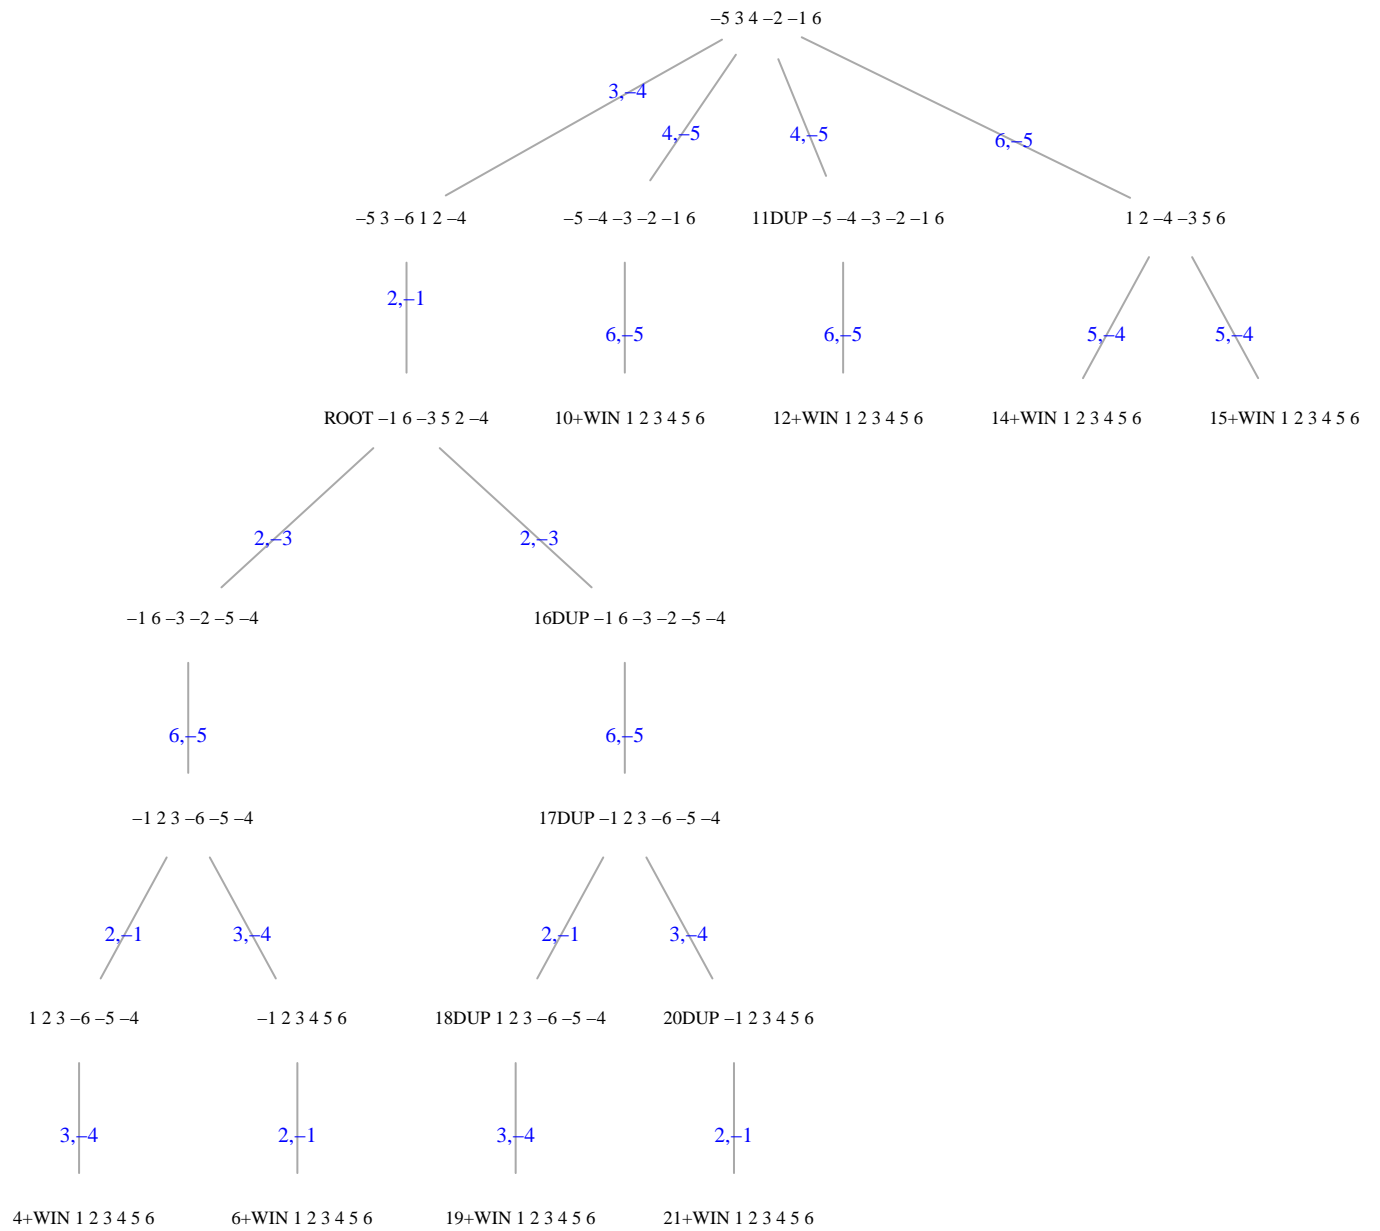 –5 3 4 –2 –1 6
3,–4
4,–5
4,–5
6,–5
–5 3 –6 1 2 –4
–5 –4 –3 –2 –1 6
11DUP –5 –4 –3 –2 –1 6
1 2 –4 –3 5 6
2,–1
6,–5
6,–5
5,–4
5,–4
ROOT –1 6 –3 5 2 –4
10+WIN 1 2 3 4 5 6
12+WIN 1 2 3 4 5 6
14+WIN 1 2 3 4 5 6
15+WIN 1 2 3 4 5 6
2,–3
2,–3
–1 6 –3 –2 –5 –4
16DUP –1 6 –3 –2 –5 –4
6,–5
6,–5
–1 2 3 –6 –5 –4
17DUP –1 2 3 –6 –5 –4
2,–1
3,–4
2,–1
3,–4
1 2 3 –6 –5 –4
–1 2 3 4 5 6
18DUP 1 2 3 –6 –5 –4
20DUP –1 2 3 4 5 6
3,–4
2,–1
3,–4
2,–1
4+WIN 1 2 3 4 5 6
6+WIN 1 2 3 4 5 6
19+WIN 1 2 3 4 5 6
21+WIN 1 2 3 4 5 6